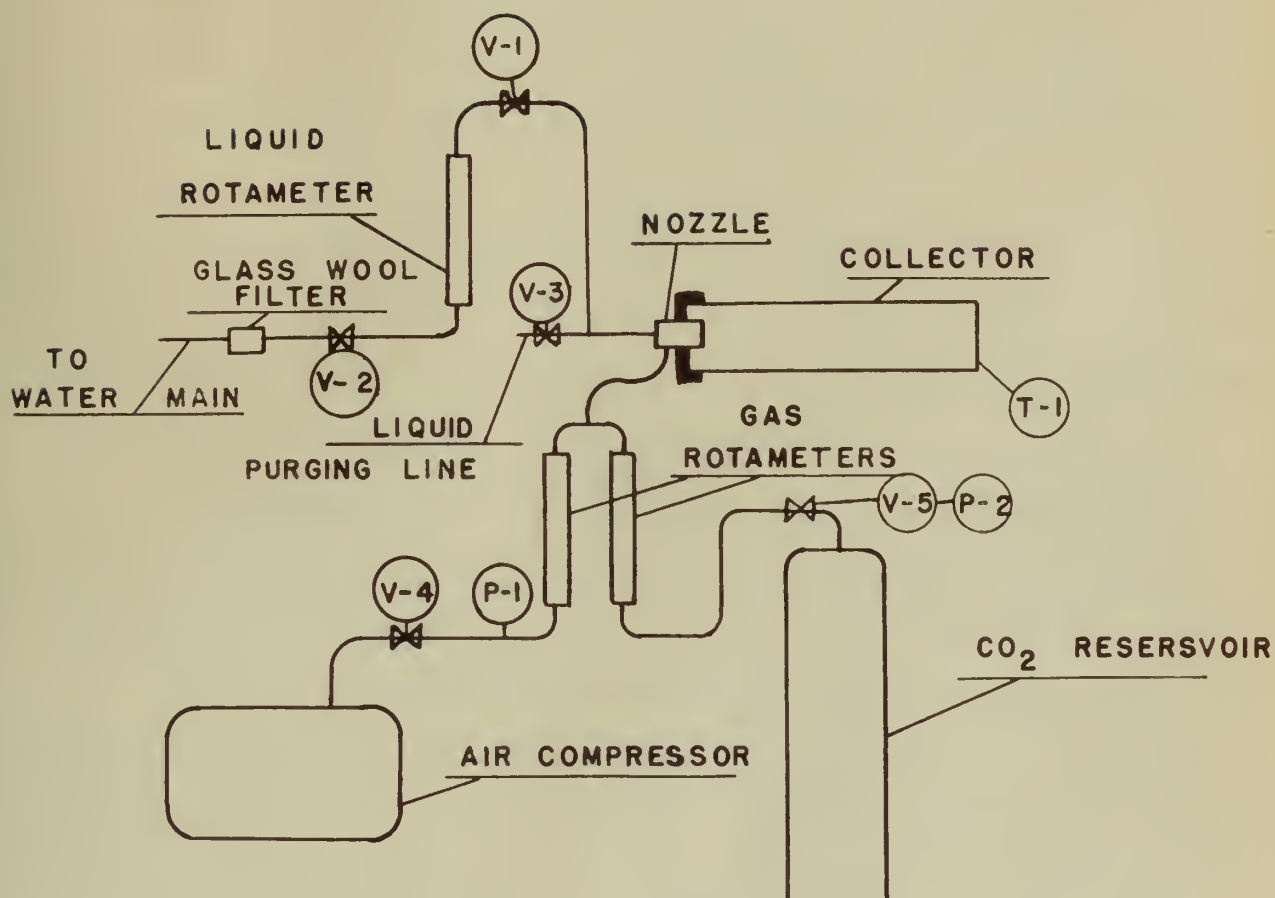 V-1
LIQUID
ROTAMETER
NOZZLE
COLLECTOR
GLASS WOOL
FILTER
V-3
TO
WATER MAIN
V-2
T-1
LIQUID
PURGING LINE
GAS
ROTAMETERS
V-5
P-2
V-4
P-1
CO₂ RESERSVOIR
AIR COMPRESSOR